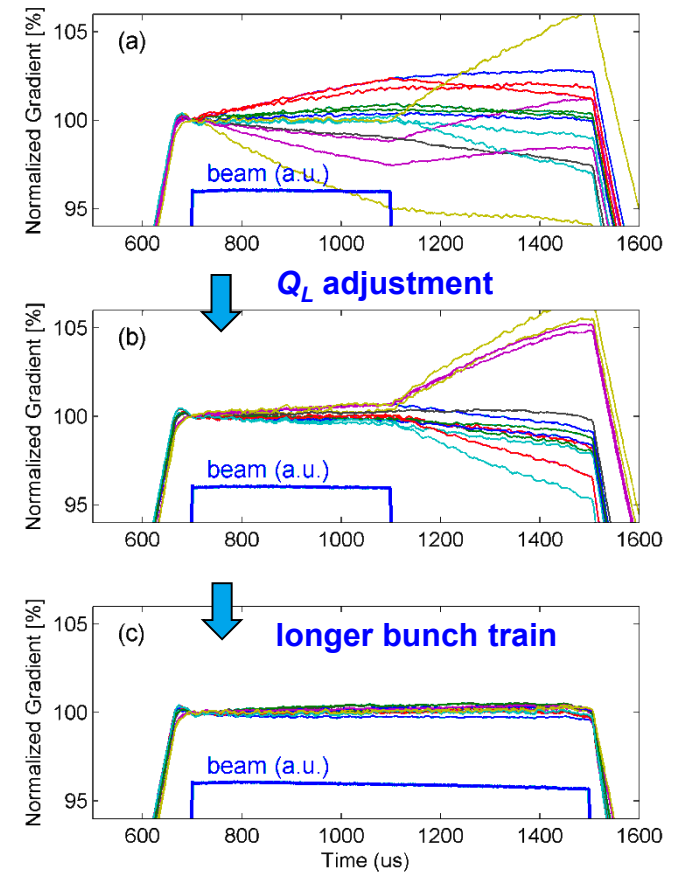 105
(a)
Normalized Gradient [%]
100
beam (a.u.)
95
600 800 1000 1200 1400 1600
Q_L adjustment
105
(b)
Normalized Gradient [%]
100
beam (a.u.)
95
600 800 1000 1200 1400 1600
longer bunch train
105
(c)
Normalized Gradient [%]
100
beam (a.u.)
95
600 800 1000 1200 1400 1600
Time (us)